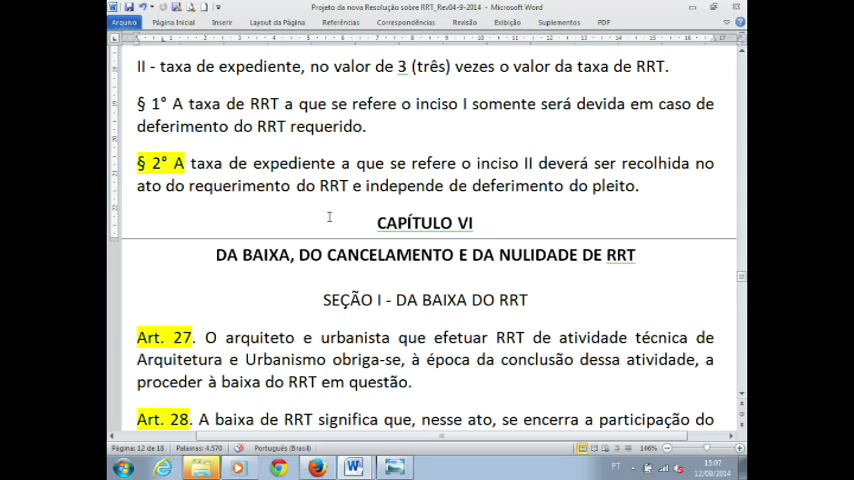 Projeto da nova Resolução sobre RRT_Rev04-9-2014 - Microsoft Word
Arquivo Página Inicial Inserir Layout da Página Referências Correspondências Revisão Exibição Suplementos PDF
II - taxa de expediente, no valor de 3 (três) vezes o valor da taxa de RRT.
§ 1° A taxa de RRT a que se refere o inciso I somente será devida em caso de
deferimento do RRT requerido.
§ 2° A taxa de expediente a que se refere o inciso II deverá ser recolhida no
ato do requerimento do RRT e independe de deferimento do pleito.
CAPÍTULO VI
DA BAIXA, DO CANCELAMENTO E DA NULIDADE DE RRT
SEÇÃO I - DA BAIXA DO RRT
Art. 27. O arquiteto e urbanista que efetuar RRT de atividade técnica de
Arquitetura e Urbanismo obriga-se, à época da conclusão dessa atividade, a
proceder à baixa do RRT em questão.
Art. 28. A baixa de RRT significa que, nesse ato, se encerra a participação do
Página: 12 de 18 Palavras: 4.570 Português (Brasil) 146%
PT 15:07
12/09/2014